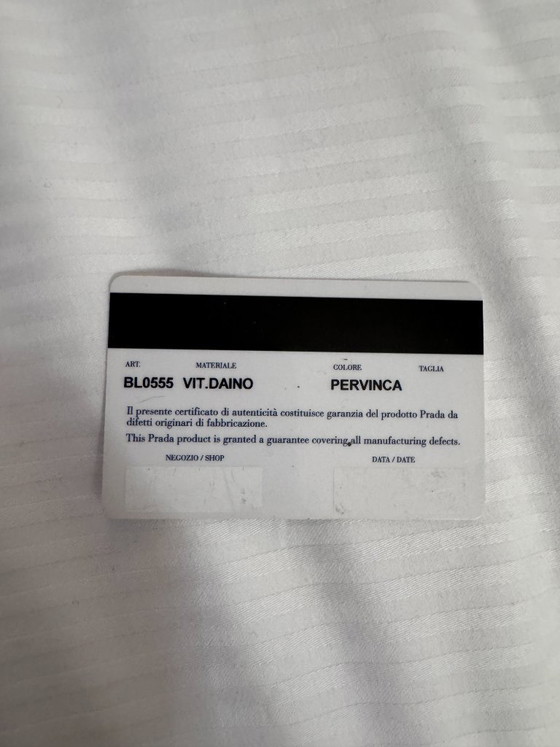 ART. MATERIALE COLORE TAGLIA
BL0555 VIT.DAINO PERVINCA
Il presente certificato di autenticità costituisce garanzia del prodotto Prada da
difetti originari di fabbricazione.
This Prada product is granted a guarantee covering all manufacturing defects.
NEGOZIO / SHOP DATA / DATE